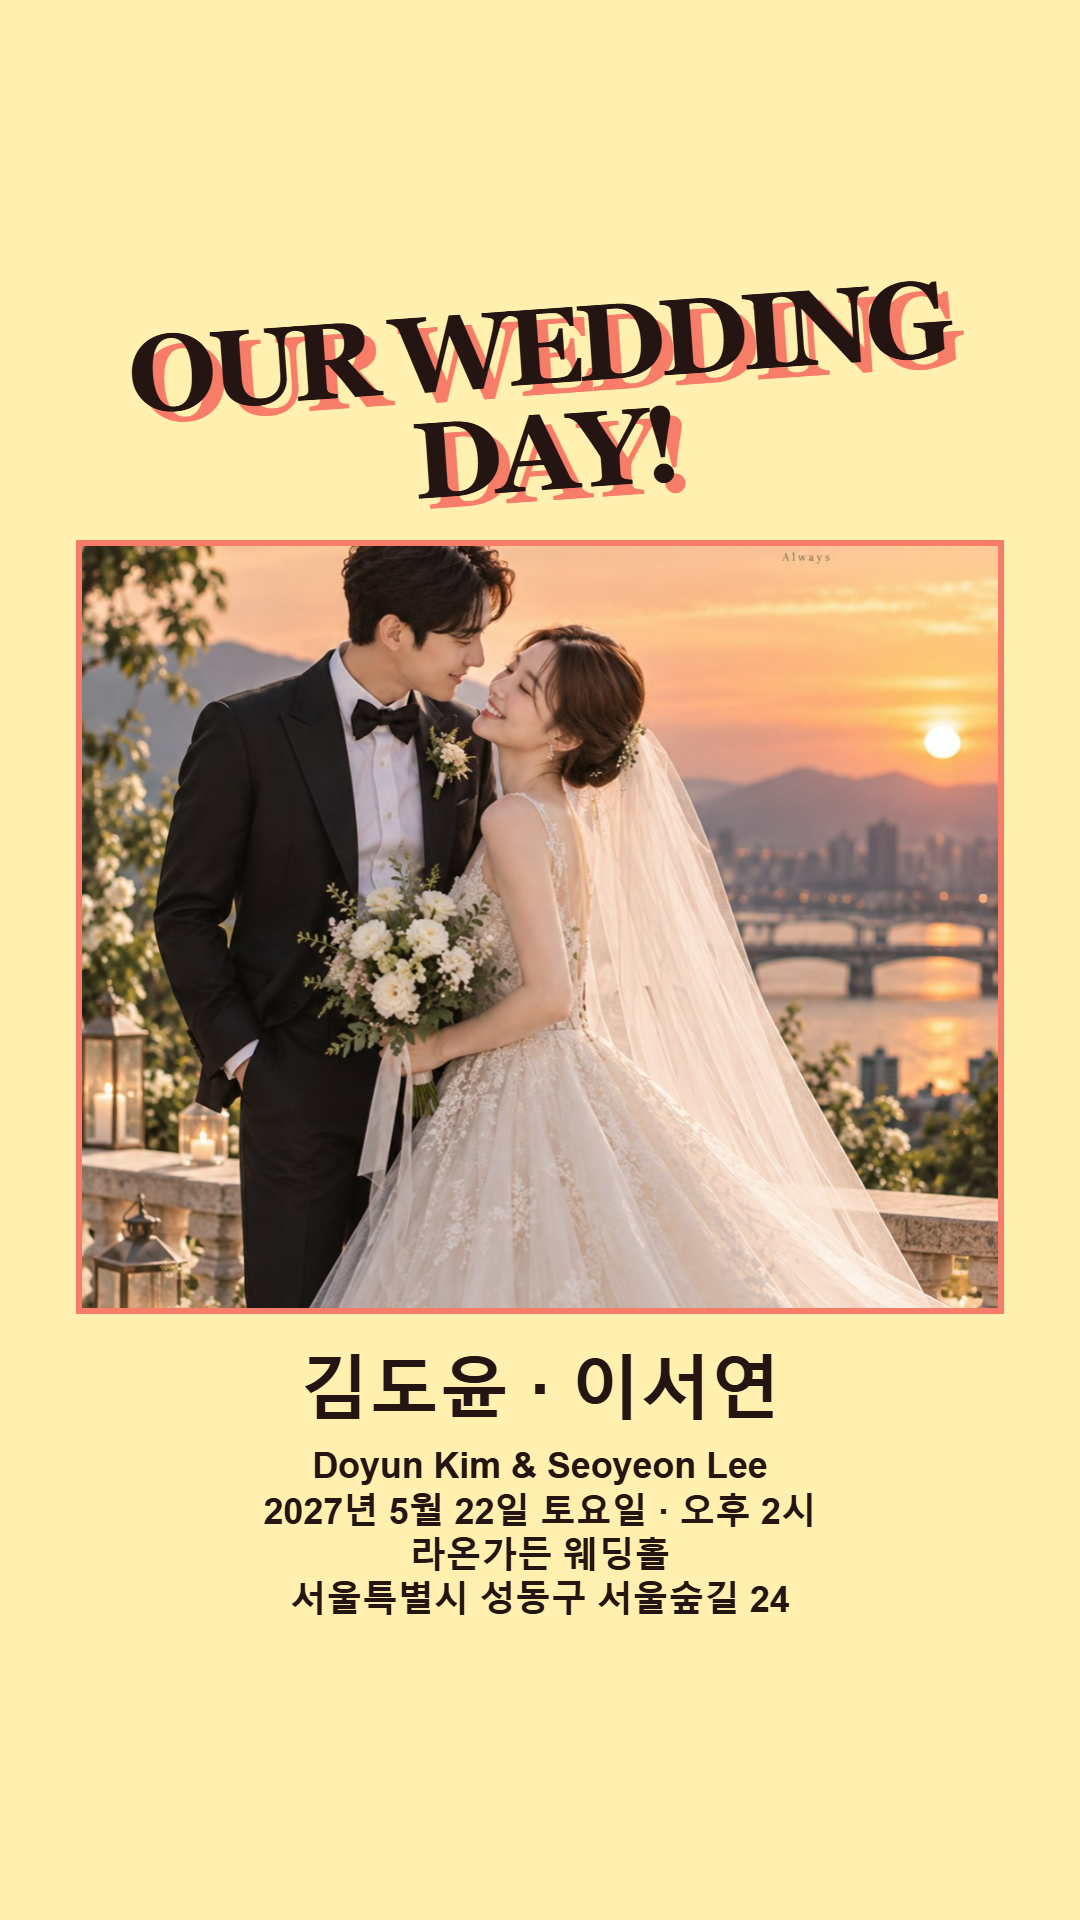 OUR WEDDING
DAY!
Always
김도윤 · 이서연
Doyun Kim & Seoyeon Lee
2027년 5월 22일 토요일 · 오후 2시
라온가든 웨딩홀
서울특별시 성동구 서울숲길 24